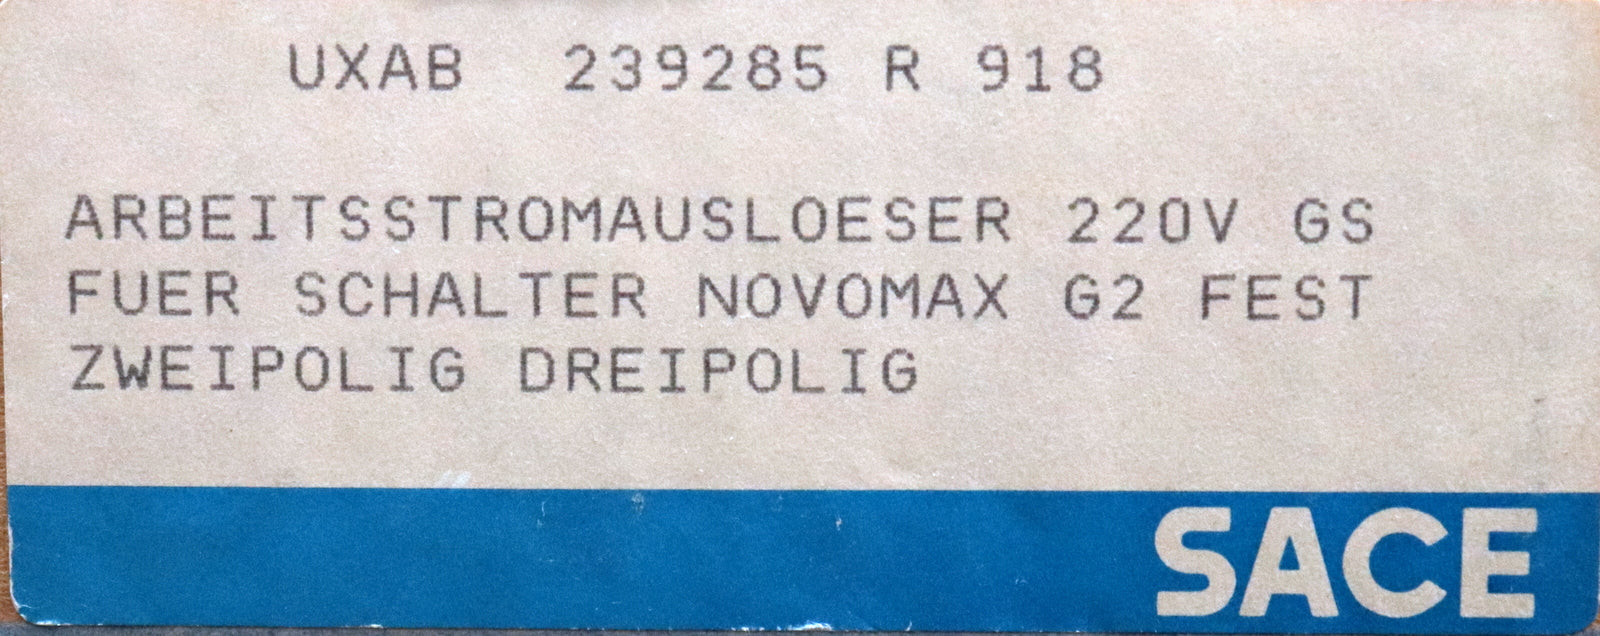 UXAB 239285 R 918
ARBEITSSTROMAUSLOESER 220V GS
FUER SCHALTER NOVOMAX G2 FEST
ZWEIPOLIG DREIPOLIG
SACE